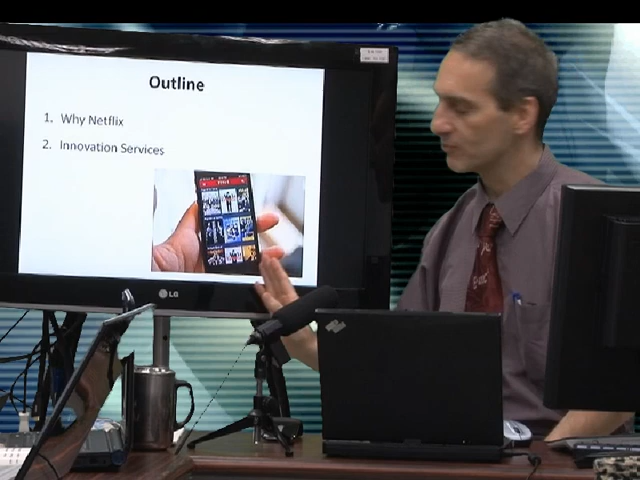 Outline
1. Why Netflix
2. Innovation Services
LG